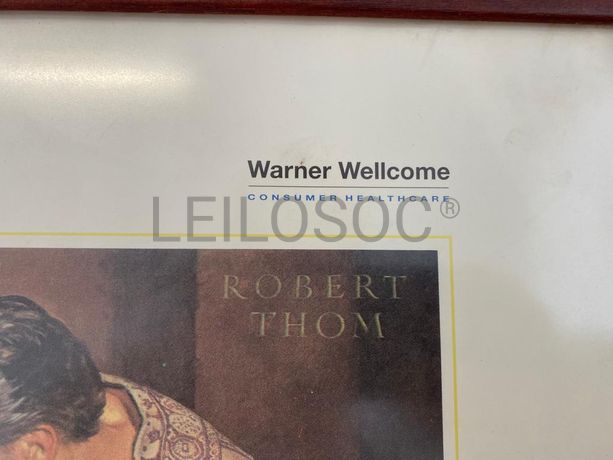 Warner Wellcome
CONSUMER HEALTHCARE
LEILOSOC®
ROBERT
THOM